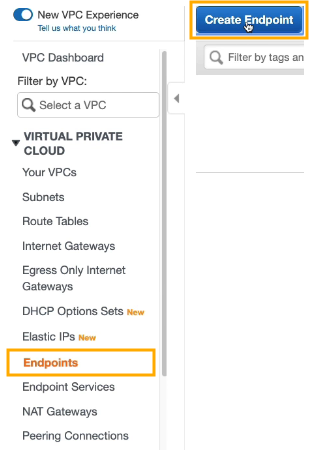 New VPC Experience
Tell us what you think
VPC Dashboard
Filter by VPC:
Select a VPC
VIRTUAL PRIVATE
CLOUD
Your VPCs
Subnets
Route Tables
Internet Gateways
Egress Only Internet
Gateways
DHCP Options Sets New
Elastic IPs New
Endpoints
Endpoint Services
NAT Gateways
Peering Connections
Create Endpoint
Filter by tags an